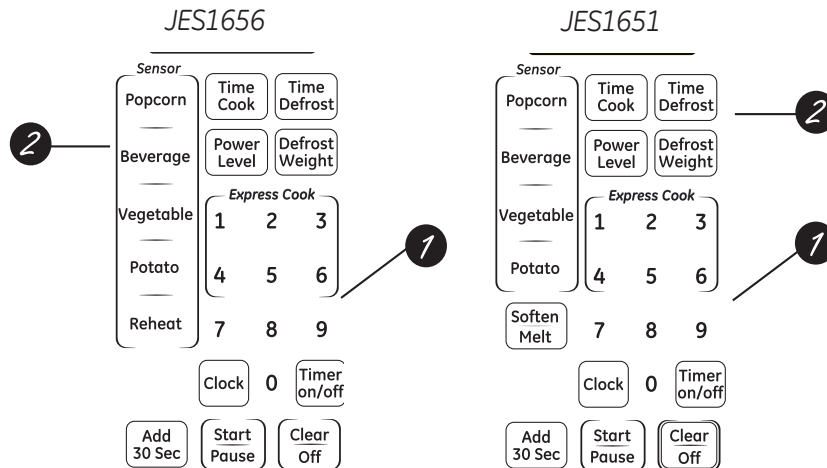 JES1656
Sensor
Popcorn
Beverage
Vegetable
Potato
Reheat
Time
Cook
Time
Defrost
Power
Level
Defrost
Weight
Express Cook
1 2 3
4 5 6
7 8 9
Clock
0
Timer
on/off
Add
30 Sec
Start
Pause
Clear
Off
2
1
JES1651
Sensor
Popcorn
Beverage
Vegetable
Potato
Soften
Melt
Time
Cook
Time
Defrost
Power
Level
Defrost
Weight
Express Cook
1 2 3
4 5 6
7 8 9
Clock
0
Timer
on/off
Add
30 Sec
Start
Pause
Clear
Off
2
1